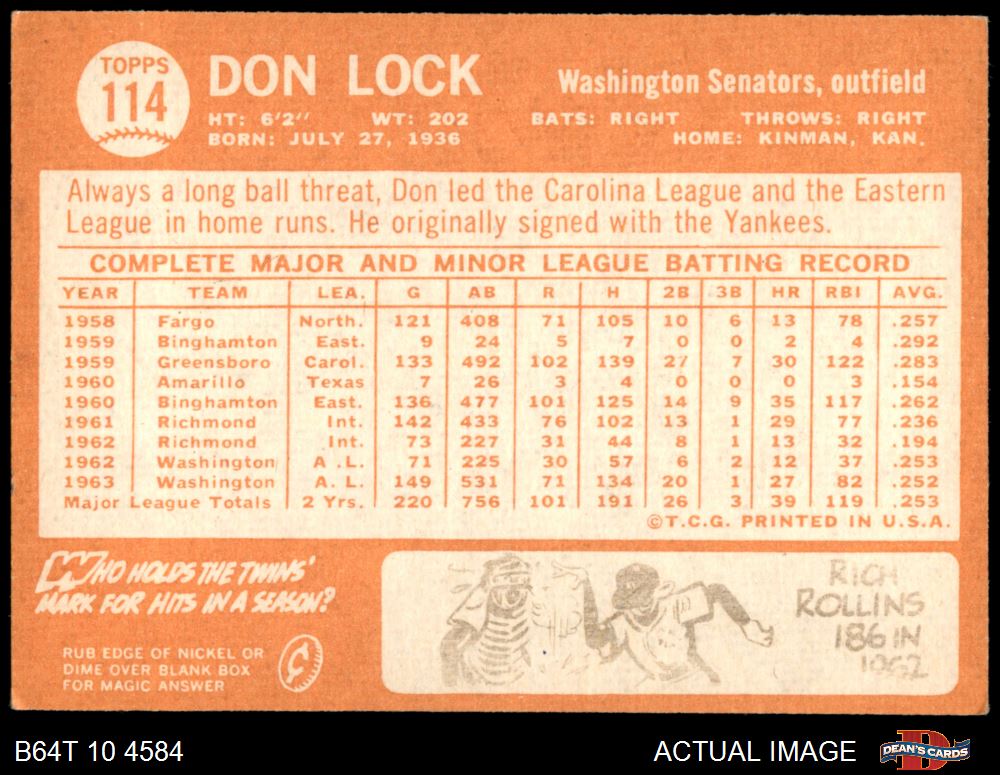 TOPPS
114
DON LOCK
Washington Senators, outfield
HT: 6'2" WT: 202 BATS: RIGHT THROWS: RIGHT
BORN: JULY 27, 1936 HOME: KINMAN, KAN.
Always a long ball threat, Don led the Carolina League and the Eastern
League in home runs. He originally signed with the Yankees.
COMPLETE MAJOR AND MINOR LEAGUE BATTING RECORD
YEAR TEAM LEA. G AB R H 2B 3B HR RBI AVG.
1958 Fargo North. 121 408 71 105 10 6 13 78 .257
1959 Binghamton East. 9 24 5 7 0 0 2 4 .292
1959 Greensboro Carol. 133 492 102 139 27 7 30 122 .283
1960 Amarillo Texas 7 26 3 4 0 0 0 3 .154
1960 Binghamton East. 136 477 101 125 14 9 35 117 .262
1961 Richmond Int. 142 433 76 102 13 1 29 77 .236
1962 Richmond Int. 73 227 31 44 8 1 13 32 .194
1962 Washington A.L. 71 225 30 57 6 2 12 37 .253
1963 Washington A.L. 149 531 71 134 20 1 27 82 .252
Major League Totals 2 Yrs. 220 756 101 191 26 3 39 119 .253
©T.C.G. PRINTED IN U.S.A.
WHO HOLDS THE TWINS'
MARK FOR HITS IN A SEASON?
RUB EDGE OF NICKEL OR
DIME OVER BLANK BOX
FOR MAGIC ANSWER
¢
RICH
ROLLINS
186 IN
1962
B64T 10 4584
ACTUAL IMAGE
D
DEAN'S CARDS